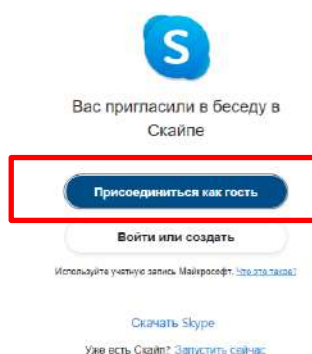 S
Вас пригласили в беседу в
Скайпе
Присоединиться как гость
Войти или создать
Используйте учетную запись Майкрософт. Что это такое?
Скачать Skype
Уже есть Скайп? Запустить сейчас